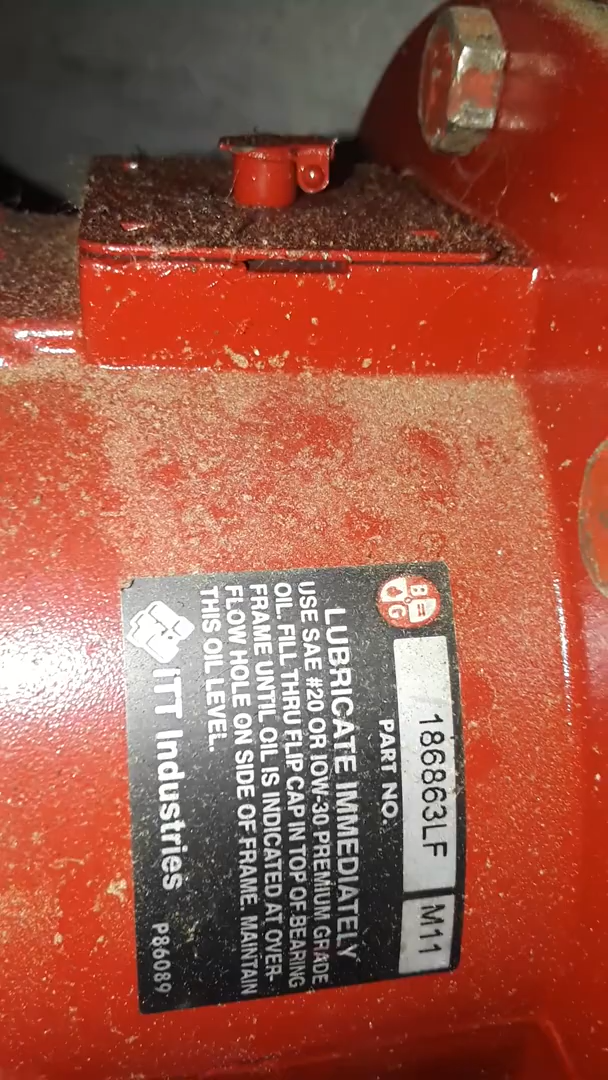 B&G
186863LF M11
PART NO.
LUBRICATE IMMEDIATELY
USE SAE #20 OR 10W-30 PREMIUM GRADE
OIL. FILL THRU FLIP CAP IN TOP OF BEARING
FRAME UNTIL OIL IS INDICATED AT OVER-
FLOW HOLE ON SIDE OF FRAME. MAINTAIN
THIS OIL LEVEL.
ITT Industries
P86089